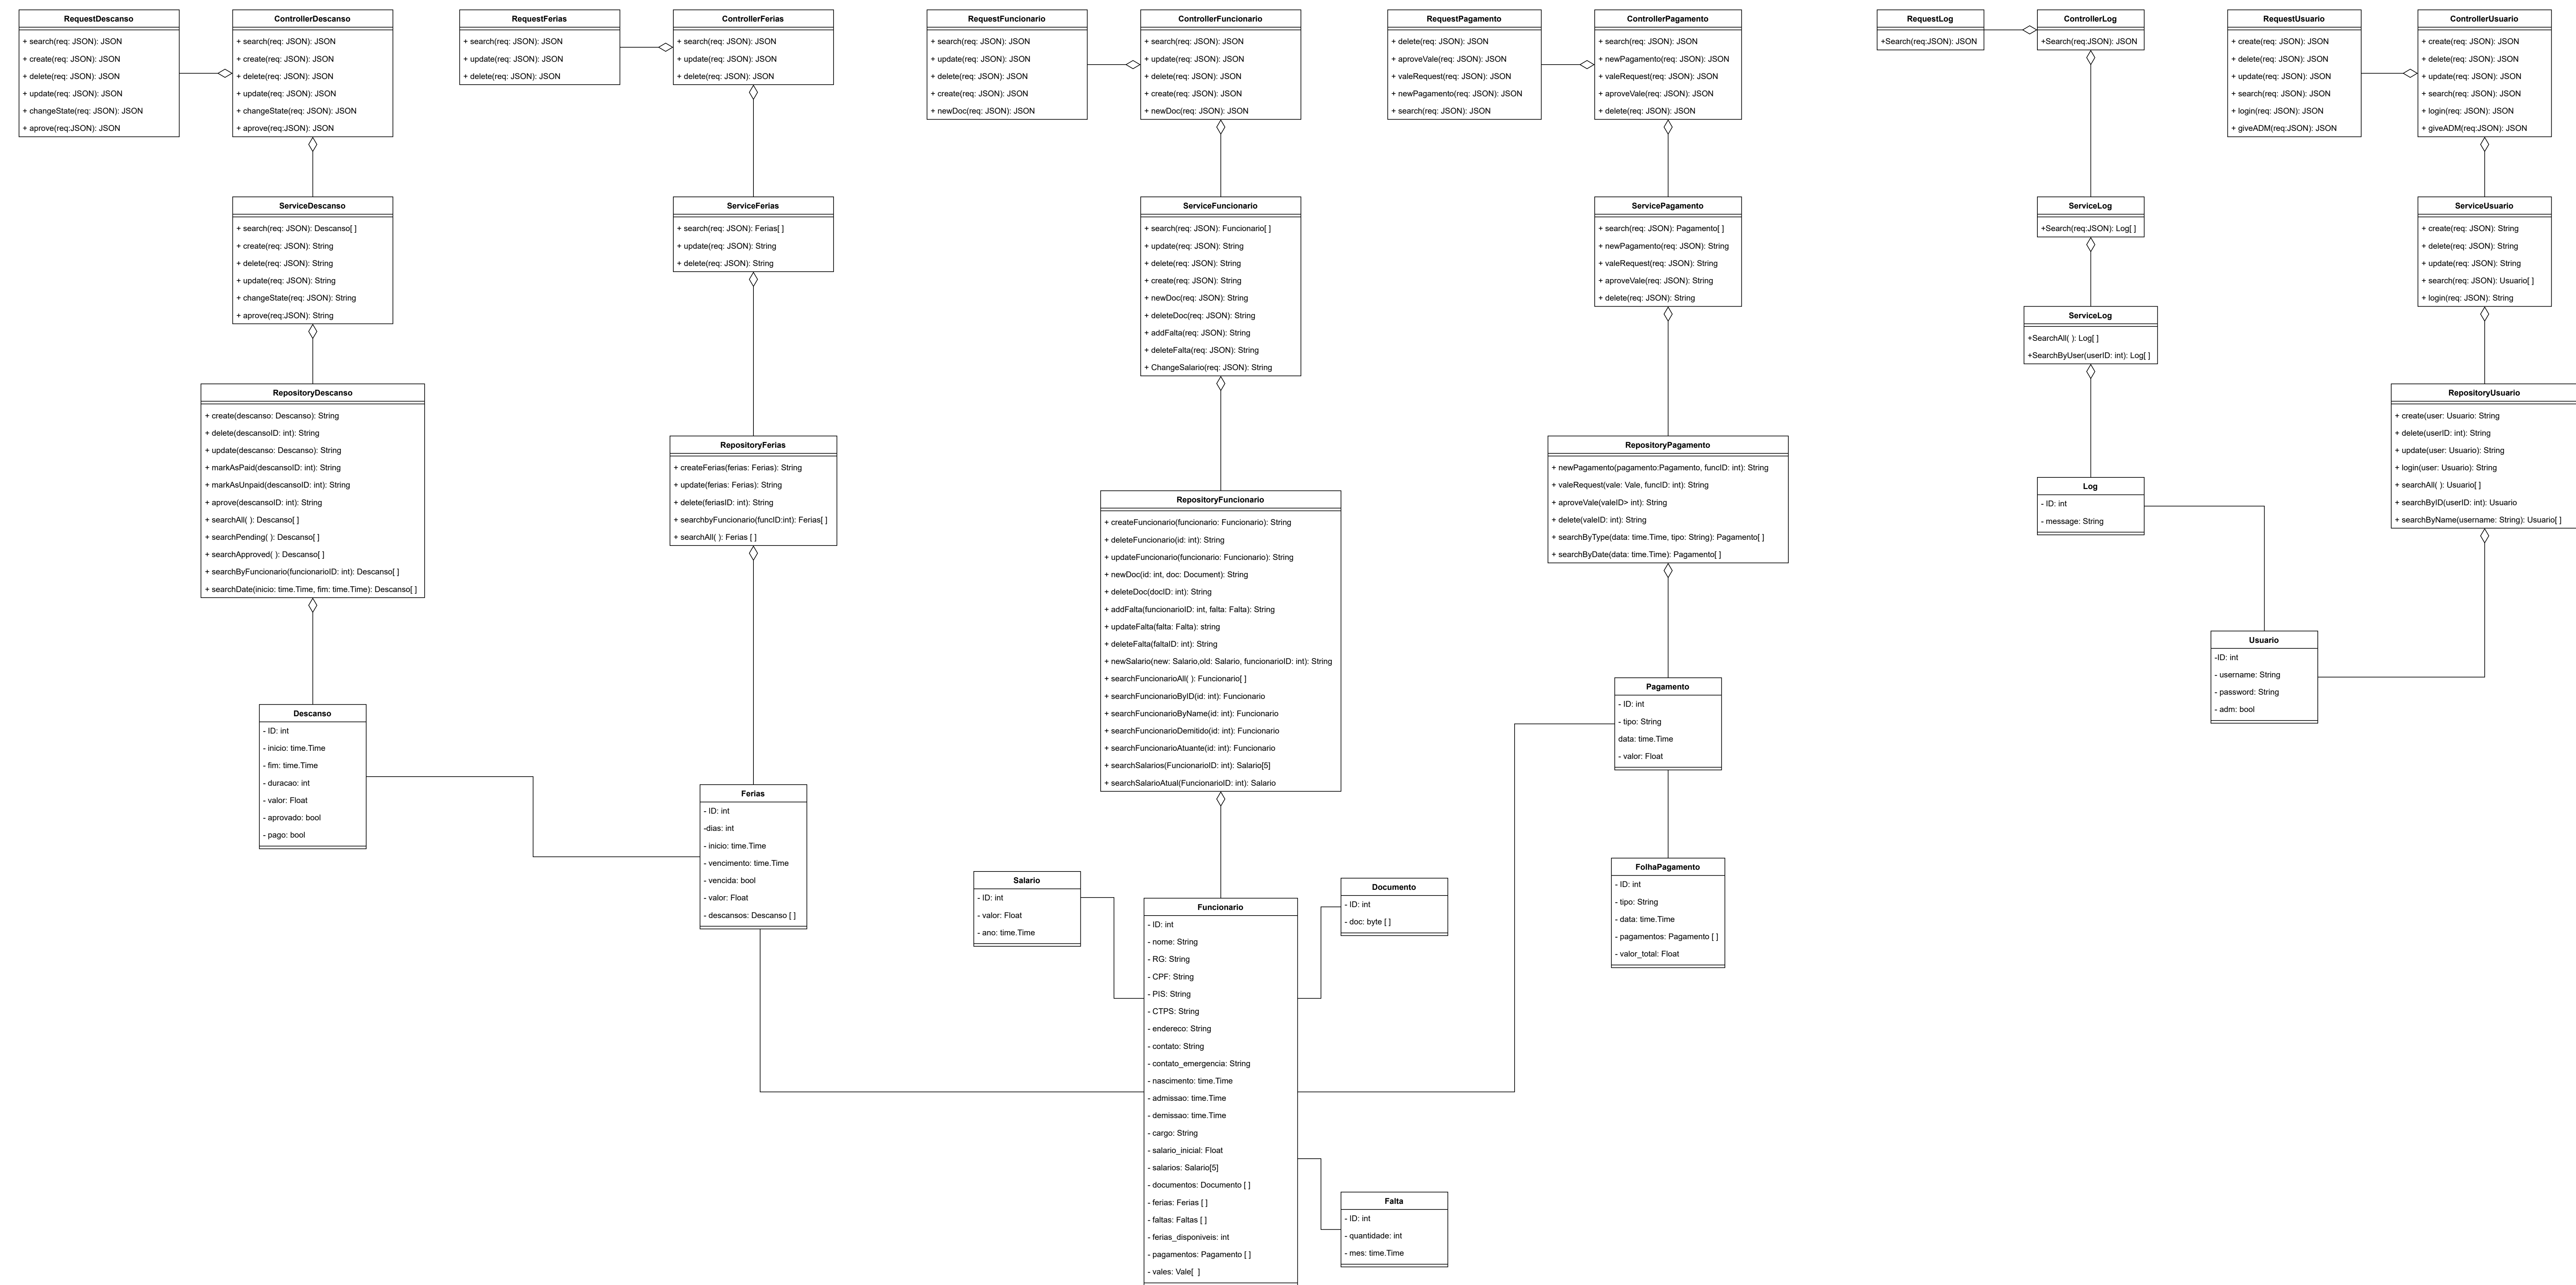 RequestDescanso
+ search(req: JSON): JSON
+ create(req: JSON): JSON
+ delete(req: JSON): JSON
+ update(req: JSON): JSON
+ changeState(req: JSON): JSON
+ aprove(req:JSON): JSON
ControllerDescanso
+ search(req: JSON): JSON
+ create(req: JSON): JSON
+ delete(req: JSON): JSON
+ update(req: JSON): JSON
+ changeState(req: JSON): JSON
+ aprove(req:JSON): JSON
RequestFerias
+ search(req: JSON): JSON
+ update(req: JSON): JSON
+ delete(req: JSON): JSON
ControllerFerias
+ search(req: JSON): JSON
+ update(req: JSON): JSON
+ delete(req: JSON): JSON
RequestFuncionario
+ search(req: JSON): JSON
+ update(req: JSON): JSON
+ delete(req: JSON): JSON
+ create(req: JSON): JSON
+ newDoc(req: JSON): JSON
ControllerFuncionario
+ search(req: JSON): JSON
+ update(req: JSON): JSON
+ delete(req: JSON): JSON
+ create(req: JSON): JSON
+ newDoc(req: JSON): JSON
RequestPagamento
+ delete(req: JSON): JSON
+ aproveVale(req: JSON): JSON
+ valeRequest(req: JSON): JSON
+ newPagamento(req: JSON): JSON
+ search(req: JSON): JSON
ControllerPagamento
+ search(req: JSON): JSON
+ newPagamento(req: JSON): JSON
+ valeRequest(req: JSON): JSON
+ aproveVale(req: JSON): JSON
+ delete(req: JSON): JSON
RequestLog
+Search(req:JSON): JSON
ControllerLog
+Search(req:JSON): JSON
RequestUsuario
+ create(req: JSON): JSON
+ delete(req: JSON): JSON
+ update(req: JSON): JSON
+ search(req: JSON): JSON
+ login(req: JSON): JSON
+ giveADM(req:JSON): JSON
ControllerUsuario
+ create(req: JSON): JSON
+ delete(req: JSON): JSON
+ update(req: JSON): JSON
+ search(req: JSON): JSON
+ login(req: JSON): JSON
+ giveADM(req:JSON): JSON
ServiceDescanso
+ search(req: JSON): Descanso[ ]
+ create(req: JSON): String
+ delete(req: JSON): String
+ update(req: JSON): String
+ changeState(req: JSON): String
+ aprove(req:JSON): String
ServiceFerias
+ search(req: JSON): Ferias[ ]
+ update(req: JSON): String
+ delete(req: JSON): String
ServiceFuncionario
+ search(req: JSON): Funcionario[ ]
+ update(req: JSON): String
+ delete(req: JSON): String
+ create(req: JSON): String
+ newDoc(req: JSON): String
+ deleteDoc(req: JSON): String
+ addFalta(req: JSON): String
+ deleteFalta(req: JSON): String
+ ChangeSalario(req: JSON): String
ServicePagamento
+ search(req: JSON): Pagamento[ ]
+ newPagamento(req: JSON): String
+ valeRequest(req: JSON): String
+ aproveVale(req: JSON): String
+ delete(req: JSON): String
ServiceLog
+Search(req:JSON): Log[ ]
ServiceUsuario
+ create(req: JSON): String
+ delete(req: JSON): String
+ update(req: JSON): String
+ search(req: JSON): Usuario[ ]
+ login(req: JSON): String
ServiceLog
+SearchAll( ): Log[ ]
+SearchByUser(userID: int): Log[ ]
RepositoryDescanso
+ create(descanso: Descanso): String
+ delete(descansoID: int): String
+ update(descanso: Descanso): String
+ markAsPaid(descansoID: int): String
+ markAsUnpaid(descansoID: int): String
+ aprove(descansoID: int): String
+ searchAll( ): Descanso[ ]
+ searchPending( ): Descanso[ ]
+ searchApproved( ): Descanso[ ]
+ searchByFuncionario(funcionarioID: int): Descanso[ ]
+ searchDate(inicio: time.Time, fim: time.Time): Descanso[ ]
RepositoryFerias
+ createFerias(ferias: Ferias): String
+ update(ferias: Ferias): String
+ delete(feriasID: int): String
+ searchbyFuncionario(funcID:int): Ferias[ ]
+ searchAll( ): Ferias [ ]
RepositoryFuncionario
+ createFuncionario(funcionario: Funcionario): String
+ deleteFuncionario(id: int): String
+ updateFuncionario(funcionario: Funcionario): String
+ newDoc(id: int, doc: Document): String
+ deleteDoc(docID: int): String
+ addFalta(funcionarioID: int, falta: Falta): String
+ updateFalta(falta: Falta): string
+ deleteFalta(faltaID: int): String
+ newSalario(new: Salario,old: Salario, funcionarioID: int): String
+ searchFuncionarioAll( ): Funcionario[ ]
+ searchFuncionarioByID(id: int): Funcionario
+ searchFuncionarioByName(id: int): Funcionario
+ searchFuncionarioDemitido(id: int): Funcionario
+ searchFuncionarioAtuante(id: int): Funcionario
+ searchSalarios(FuncionarioID: int): Salario[5]
+ searchSalarioAtual(FuncionarioID: int): Salario
RepositoryPagamento
+ newPagamento(pagamento:Pagamento, funcID: int): String
+ valeRequest(vale: Vale, funcID: int): String
+ aproveVale(valeID> int): String
+ delete(valeID: int): String
+ searchByType(data: time.Time, tipo: String): Pagamento[ ]
+ searchByDate(data: time.Time): Pagamento[ ]
RepositoryUsuario
+ create(user: Usuario: String
+ delete(userID: int): String
+ update(user: Usuario): String
+ login(user: Usuario): String
+ searchAll( ): Usuario[ ]
+ searchByID(userID: int): Usuario
+ searchByName(username: String): Usuario[ ]
Log
- ID: int
- message: String
Usuario
-ID: int
- username: String
- password: String
- adm: bool
Descanso
- ID: int
- inicio: time.Time
- fim: time.Time
- duracao: int
- valor: Float
- aprovado: bool
- pago: bool
Ferias
- ID: int
-dias: int
- inicio: time.Time
- vencimento: time.Time
- vencida: bool
- valor: Float
- descansos: Descanso [ ]
Pagamento
- ID: int
- tipo: String
data: time.Time
- valor: Float
FolhaPagamento
- ID: int
- tipo: String
- data: time.Time
- pagamentos: Pagamento [ ]
- valor_total: Float
Salario
- ID: int
- valor: Float
- ano: time.Time
Documento
- ID: int
- doc: byte [ ]
Funcionario
- ID: int
- nome: String
- RG: String
- CPF: String
- PIS: String
- CTPS: String
- endereco: String
- contato: String
- contato_emergencia: String
- nascimento: time.Time
- admissao: time.Time
- demissao: time.Time
- cargo: String
- salario_inicial: Float
- salarios: Salario[5]
- documentos: Documento [ ]
- ferias: Ferias [ ]
- faltas: Faltas [ ]
- ferias_disponiveis: int
- pagamentos: Pagamento [ ]
- vales: Vale[  ]
Falta
- ID: int
- quantidade: int
- mes: time.Time